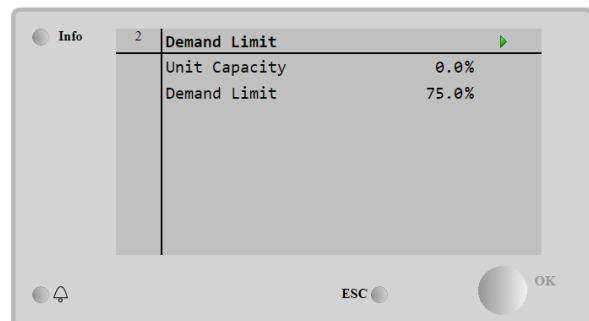 Info
2 Demand Limit
Unit Capacity 0.0%
Demand Limit 75.0%
ESC
OK